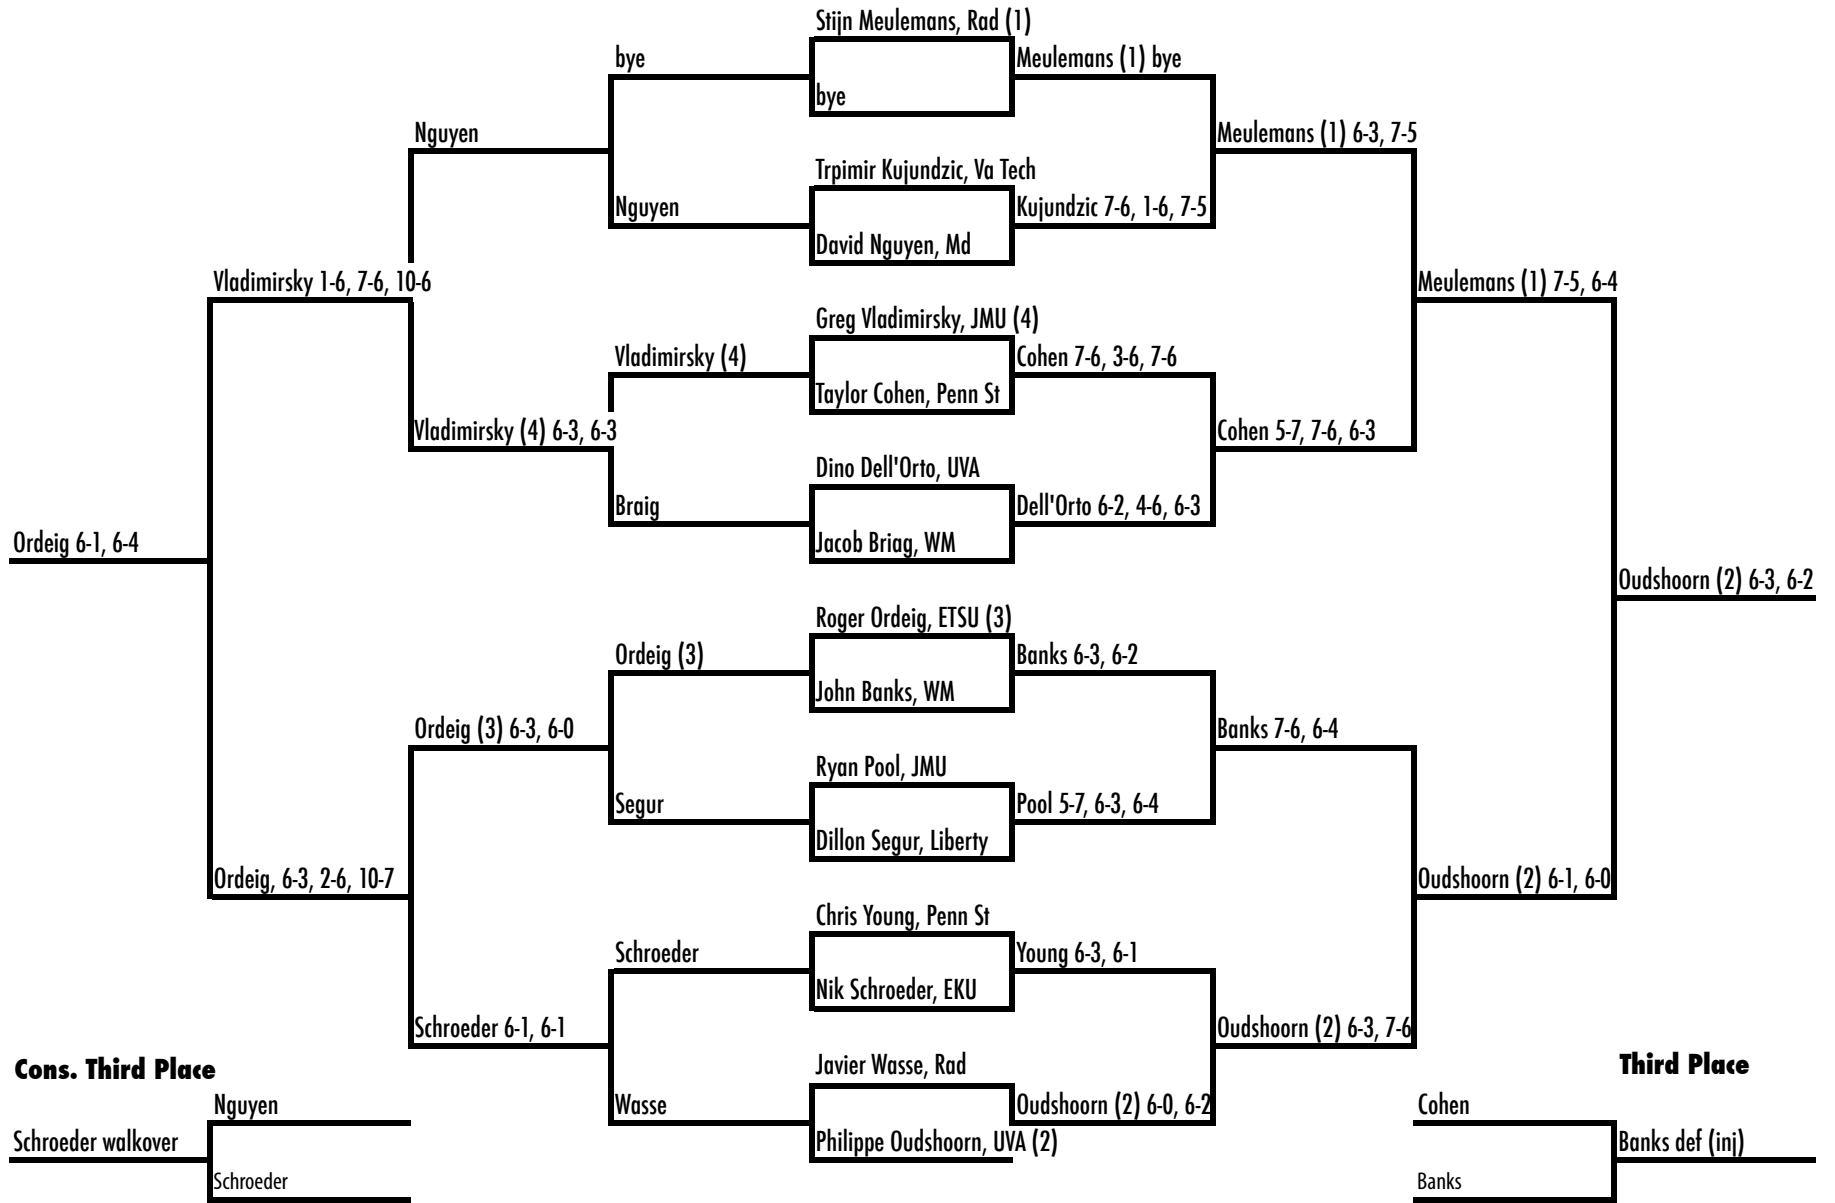 Stijn Meulemans, Rad (1)
bye
Meulemans (1) bye
bye
Nguyen
Meulemans (1) 6-3, 7-5
Trpimir Kujundzic, Va Tech
Nguyen
Kujundzic 7-6, 1-6, 7-5
David Nguyen, Md
Vladimirsky 1-6, 7-6, 10-6
Meulemans (1) 7-5, 6-4
Greg Vladimirsky, JMU (4)
Vladimirsky (4)
Cohen 7-6, 3-6, 7-6
Taylor Cohen, Penn St
Vladimirsky (4) 6-3, 6-3
Cohen 5-7, 7-6, 6-3
Dino Dell'Orto, UVA
Braig
Dell'Orto 6-2, 4-6, 6-3
Ordeig 6-1, 6-4
Jacob Briag, WM
Oudshoorn (2) 6-3, 6-2
Roger Ordeig, ETSU (3)
Ordeig (3)
Banks 6-3, 6-2
John Banks, WM
Ordeig (3) 6-3, 6-0
Banks 7-6, 6-4
Ryan Pool, JMU
Segur
Pool 5-7, 6-3, 6-4
Dillon Segur, Liberty
Ordeig, 6-3, 2-6, 10-7
Oudshoorn (2) 6-1, 6-0
Chris Young, Penn St
Schroeder
Young 6-3, 6-1
Nik Schroeder, EKU
Schroeder 6-1, 6-1
Oudshoorn (2) 6-3, 7-6
Javier Wasse, Rad
Wasse
Oudshoorn (2) 6-0, 6-2
Philippe Oudshoorn, UVA (2)
Cons. Third Place
Nguyen
Schroeder walkover
Schroeder
Third Place
Cohen
Banks def (inj)
Banks